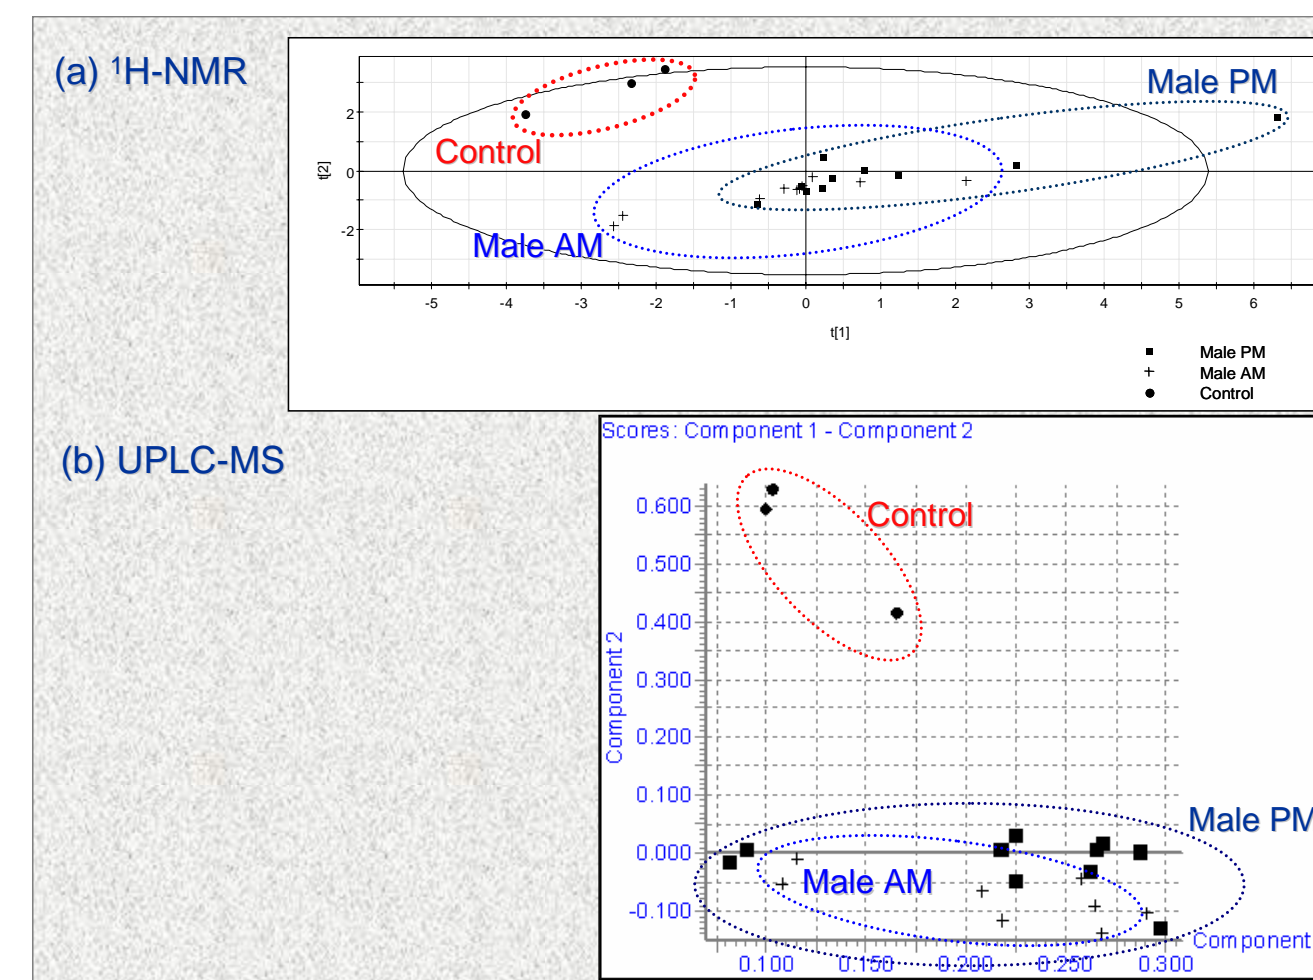 (a) ¹H-NMR
Male PM
Control
Male AM
t[2]
2
0
-2
-5 -4 -3 -2 -1 0 1 2 3 4 5 6
t[1]
Male PM
Male AM
Control
(b) UPLC-MS
Scores: Component 1 - Component 2
Control
Component 2
0.600
0.500
0.400
0.300
0.200
0.100
0.000
-0.100
Male PM
Male AM
Component
0.100 0.150 0.200 0.250 0.300